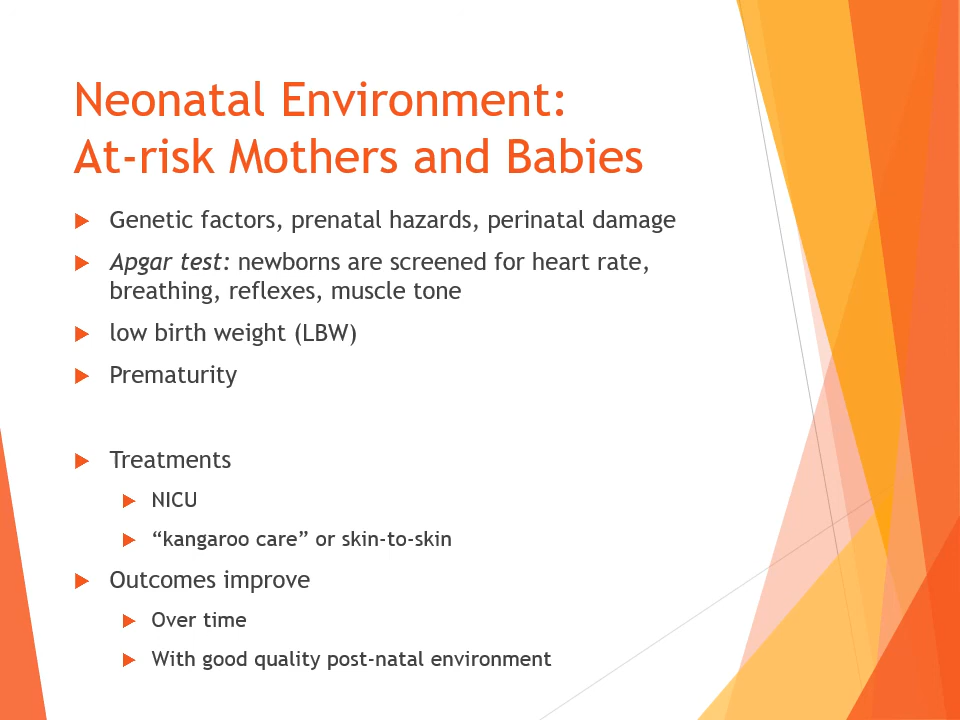 Neonatal Environment:
At-risk Mothers and Babies
Genetic factors, prenatal hazards, perinatal damage
Apgar test: newborns are screened for heart rate,
breathing, reflexes, muscle tone
low birth weight (LBW)
Prematurity
Treatments
NICU
“kangaroo care” or skin-to-skin
Outcomes improve
Over time
With good quality post-natal environment